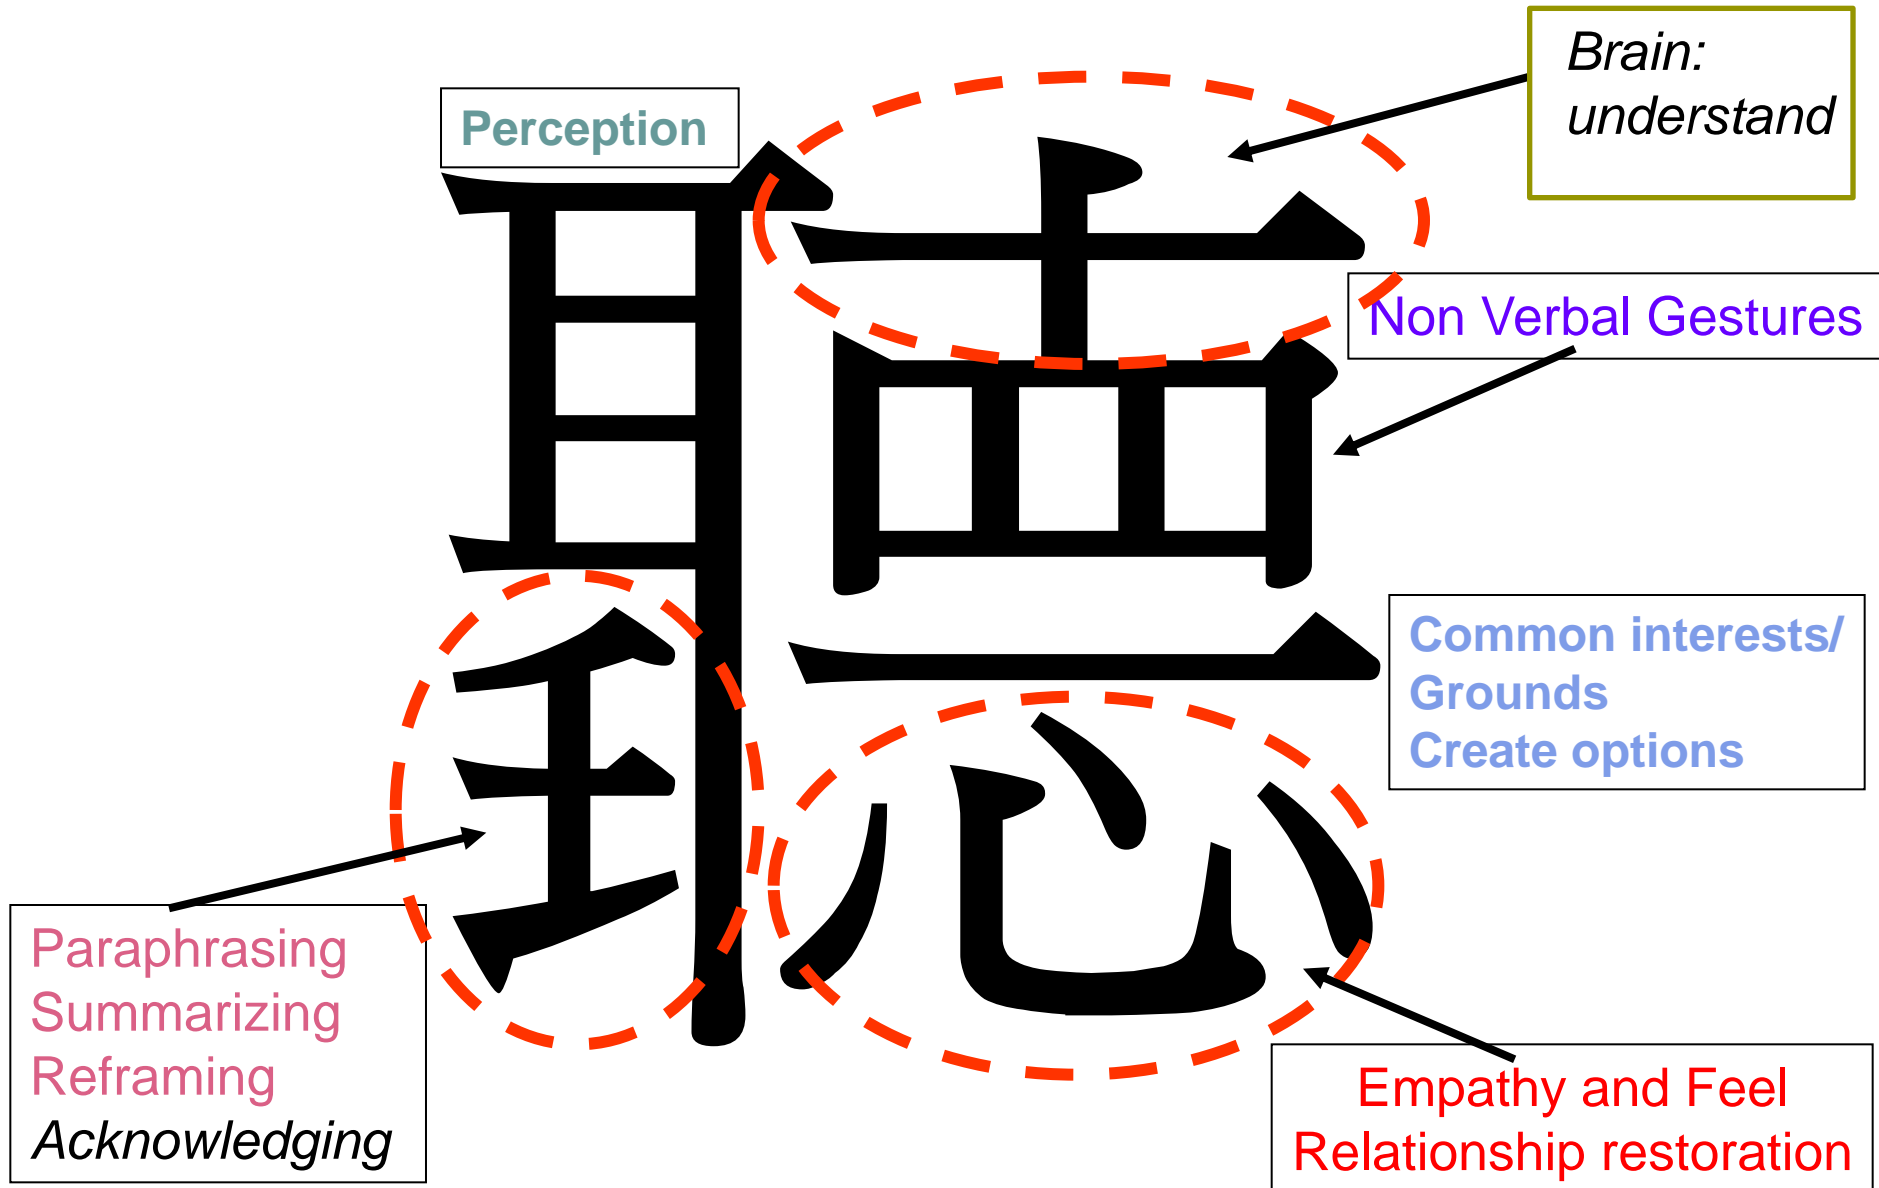 Perception
Brain:
understand
聽
Non Verbal Gestures
Common interests/
Grounds
Create options
Paraphrasing
Summarizing
Reframing
Acknowledging
Empathy and Feel
Relationship restoration